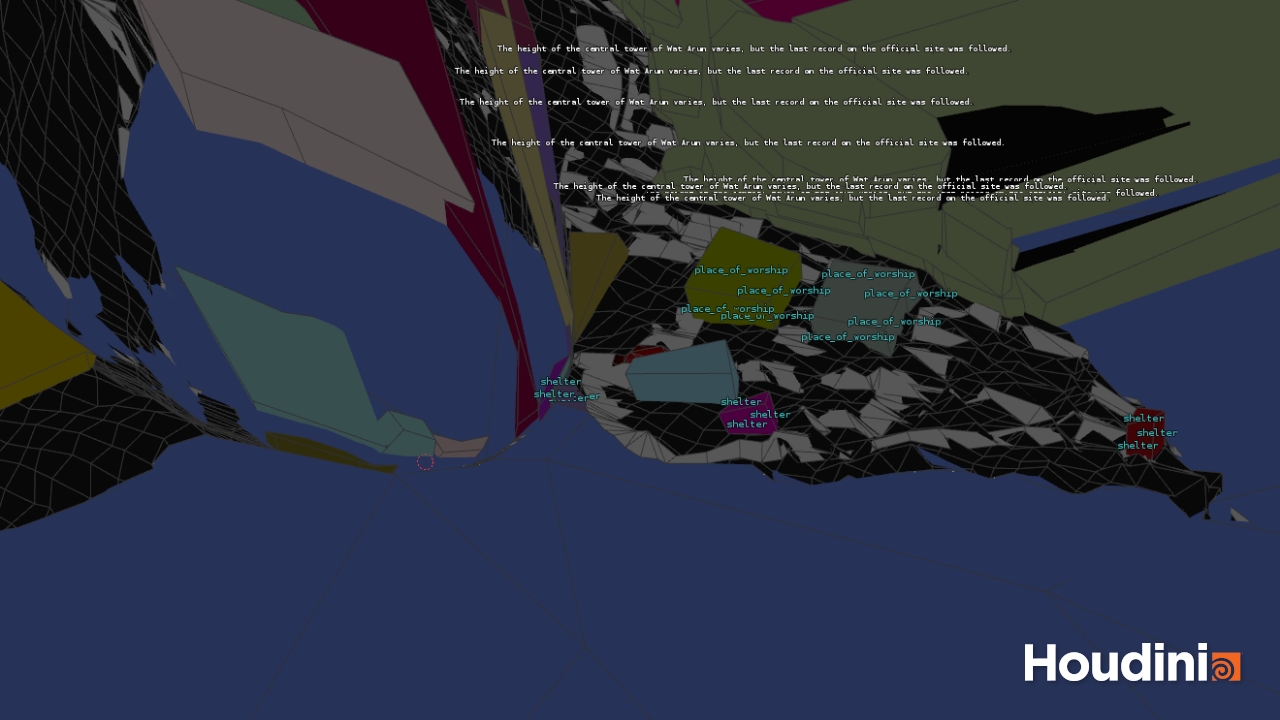 The height of the central tower of Wat Arun varies, but the last record on the official site was followed.
The height of the central tower of Wat Arun varies, but the last record on the official site was followed.
The height of the central tower of Wat Arun varies, but the last record on the official site was followed.
The height of the central tower of Wat Arun varies, but the last record on the official site was followed.
The height of the central tower of Wat Arun varies, but the last record on the official site was followed.
The height of the central tower of Wat Arun varies, but the last record on the official site was followed.
was followed.
The height of the central tower of Wat Arun varies, but the last record on the official site was followed.
place_of_worship
place_of_worship
place_of_worship
place_of_worship
place_of_worship
place_of_worship
place_of_worship
place_of_worship
shelter
shelter
shelter
shelter
shelter
shelter
shelter
shelter
shelter
Houdini